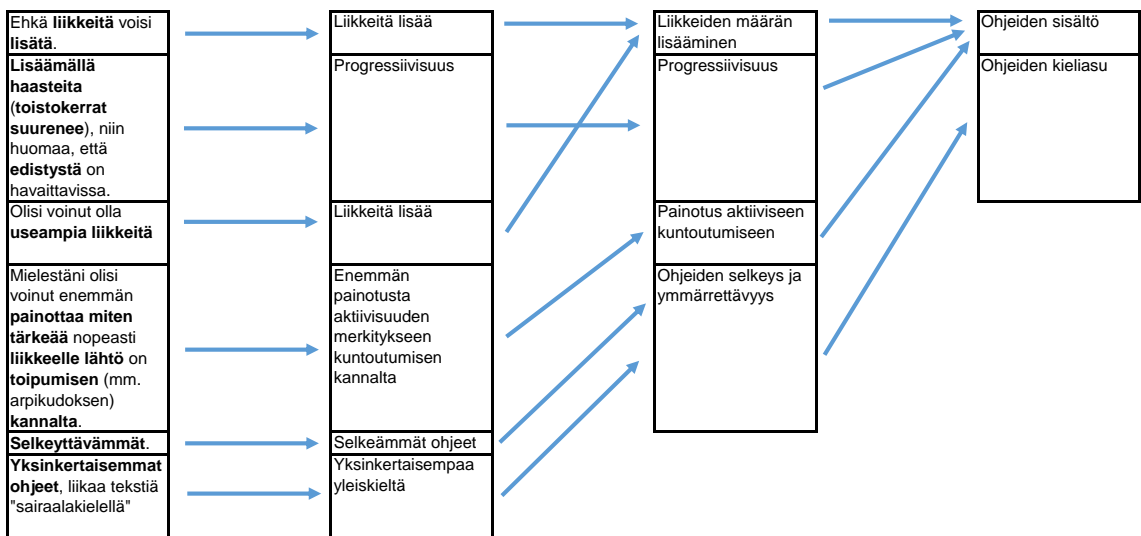 Ehkä liikkeitä voisi
lisätä.
Lisäämällä
haasteita
(toistokerrat
suurenee), niin
huomaa, että
edistystä on
havaittavissa.
Olisi voinut olla
useampia liikkeitä
Mielestäni olisi
voinut enemmän
painottaa miten
tärkeää nopeasti
liikkeelle lähtö on
toipumisen (mm.
arpikudoksen)
kannalta.
Selkeyttävämmät.
Yksinkertaisemmat
ohjeet, liikaa tekstiä
"sairaalakielellä"
Liikkeitä lisää
Progressiivisuus
Liikkeitä lisää
Enemmän
painotusta
aktiivisuuden
merkitykseen
kuntoutumisen
kannalta
Selkeämmät ohjeet
Yksinkertaisempaa
yleiskieltä
Liikkeiden määrän
lisääminen
Progressiivisuus
Painotus aktiiviseen
kuntoutumiseen
Ohjeiden selkeys ja
ymmärrettävyys
Ohjeiden sisältö
Ohjeiden kieliasu